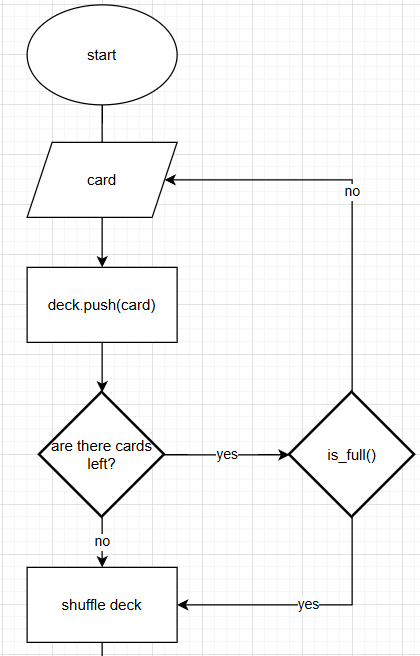 start
card
no
deck.push(card)
are there cards
left?
yes
is_full()
no
shuffle deck
yes